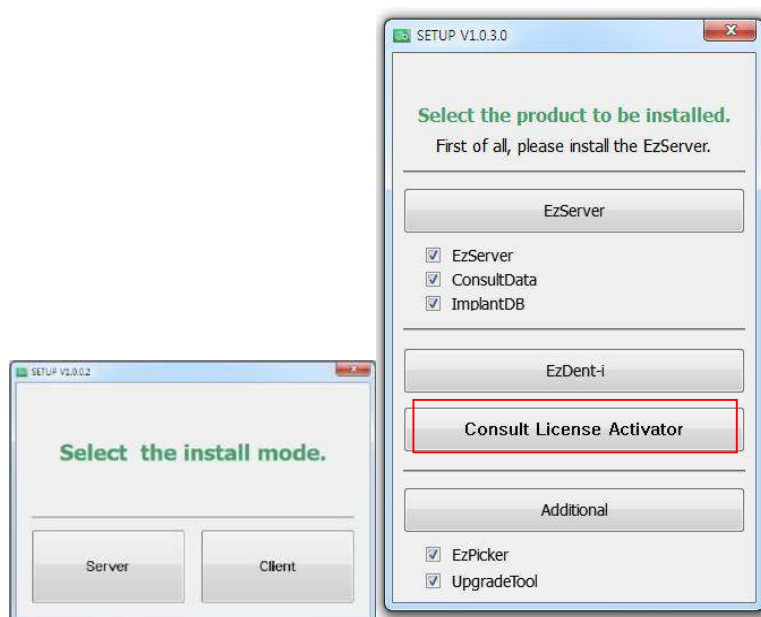 SETUP V1.0.0.2
Select the install mode.
Server
Client
SETUP V1.0.3.0
Select the product to be installed.
First of all, please install the EzServer.
EzServer
EzServer
ConsultData
ImplantDB
EzDent-i
Consult License Activator
Additional
EzPicker
UpgradeTool